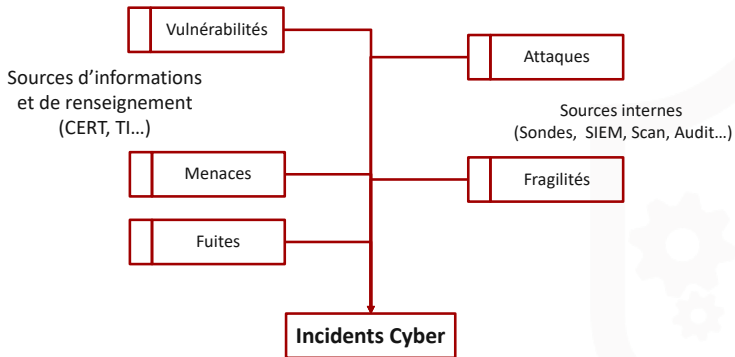 Vulnérabilités
Attaques
Sources d’informations
et de renseignement
(CERT, TI…)
Sources internes
(Sondes, SIEM, Scan, Audit…)
Menaces
Fragilités
Fuites
Incidents Cyber